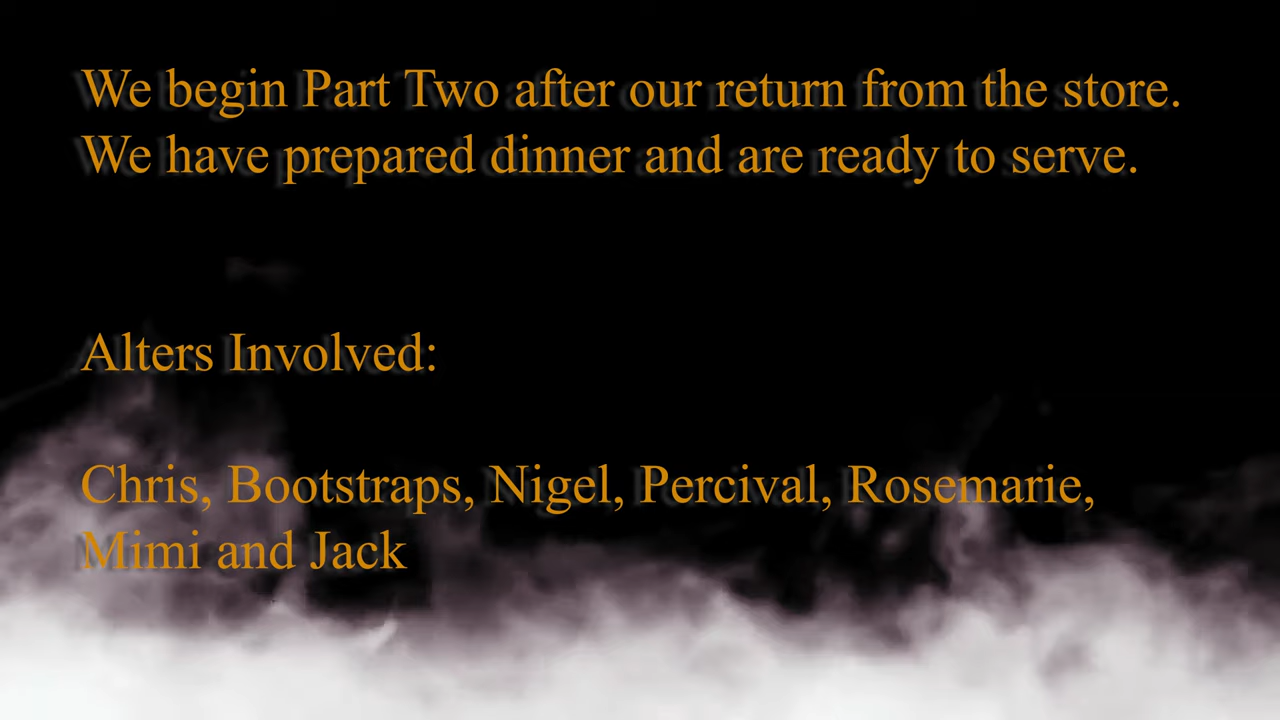 We begin Part Two after our return from the store.
We have prepared dinner and are ready to serve.
Alters Involved:
Chris, Bootstraps, Nigel, Percival, Rosemarie,
Mimi and Jack